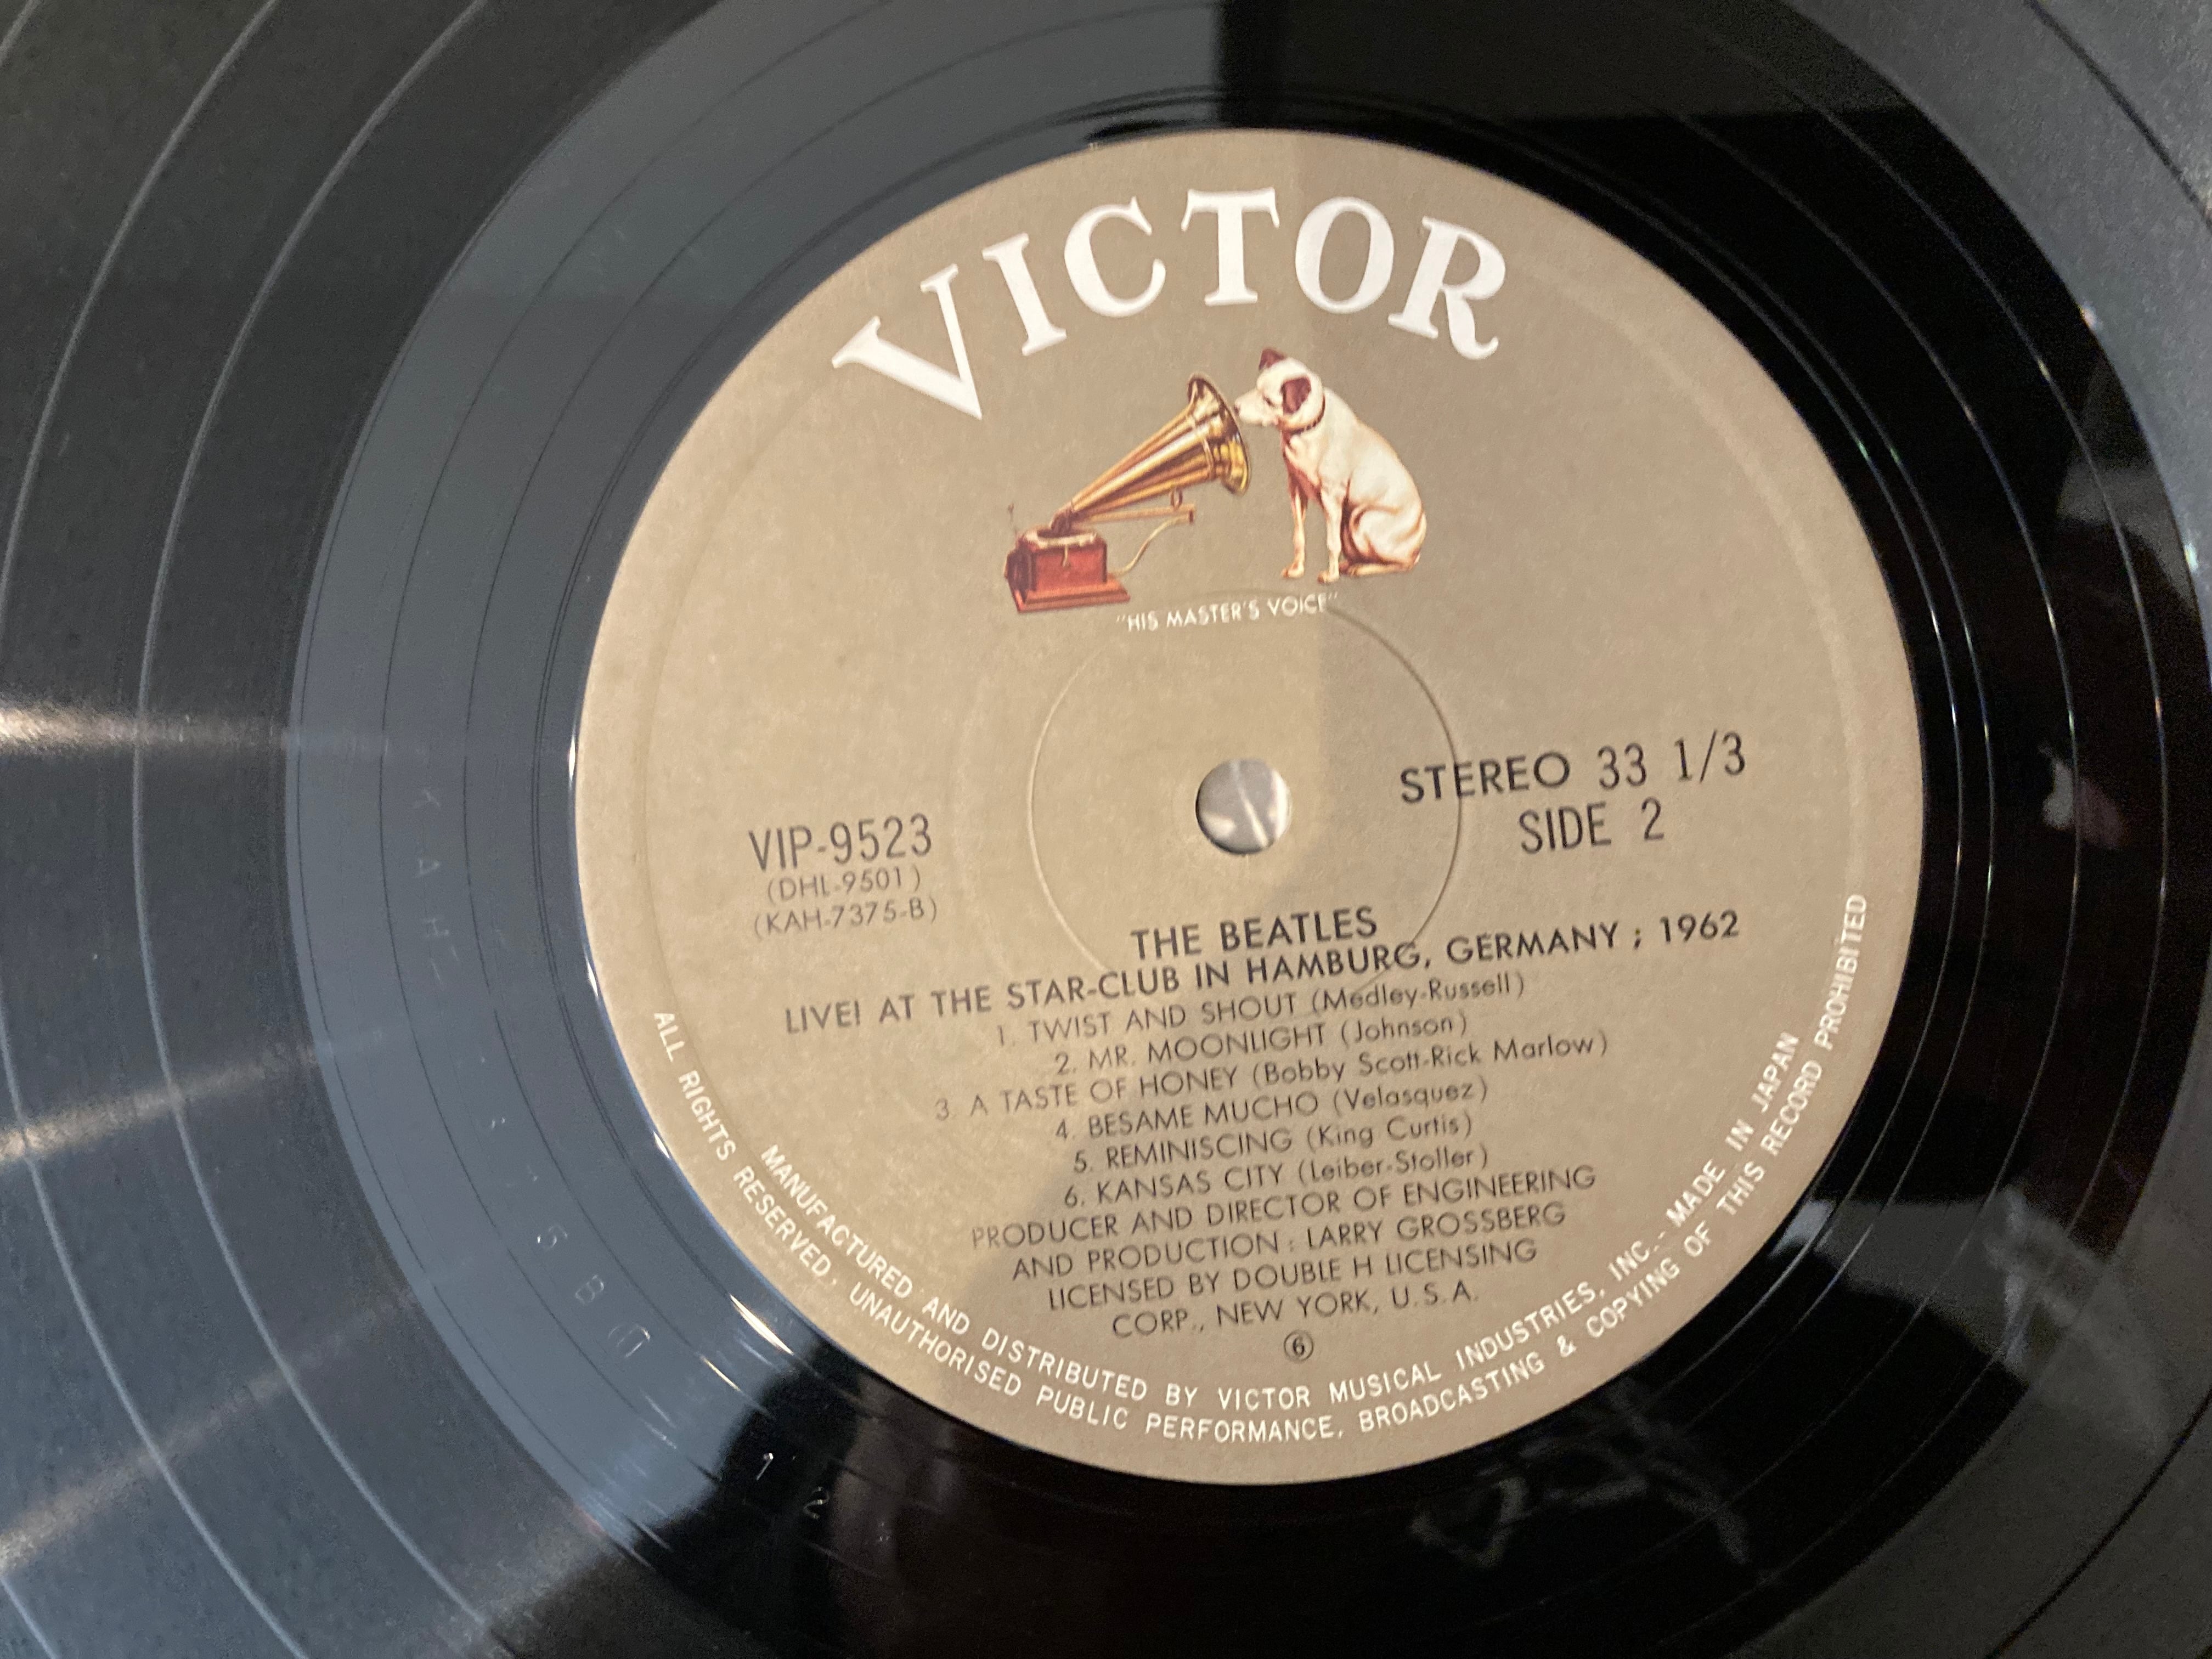 VICTOR
"HIS MASTER'S VOICE"
STEREO 33 1/3
SIDE 2
VIP-9523
(DHL-9501)
(KAH-7375-B)
THE BEATLES
LIVE! AT THE STAR-CLUB IN HAMBURG, GERMANY ; 1962
1. TWIST AND SHOUT (Medley-Russell)
2. MR. MOONLIGHT (Johnson)
3. A TASTE OF HONEY (Bobby Scott-Rick Marlow)
4. BESAME MUCHO (Velasquez)
5. REMINISCING (King Curtis)
6. KANSAS CITY (Leiber-Stoller)
PRODUCER AND DIRECTOR OF ENGINEERING
AND PRODUCTION : LARRY GROSSBERG
LICENSED BY DOUBLE H LICENSING
CORP., NEW YORK, U.S.A.
⑥
MANUFACTURED AND DISTRIBUTED BY VICTOR MUSICAL INDUSTRIES, INC. - MADE IN JAPAN
ALL RIGHTS RESERVED. UNAUTHORISED PUBLIC PERFORMANCE, BROADCASTING & COPYING OF THIS RECORD PROHIBITED